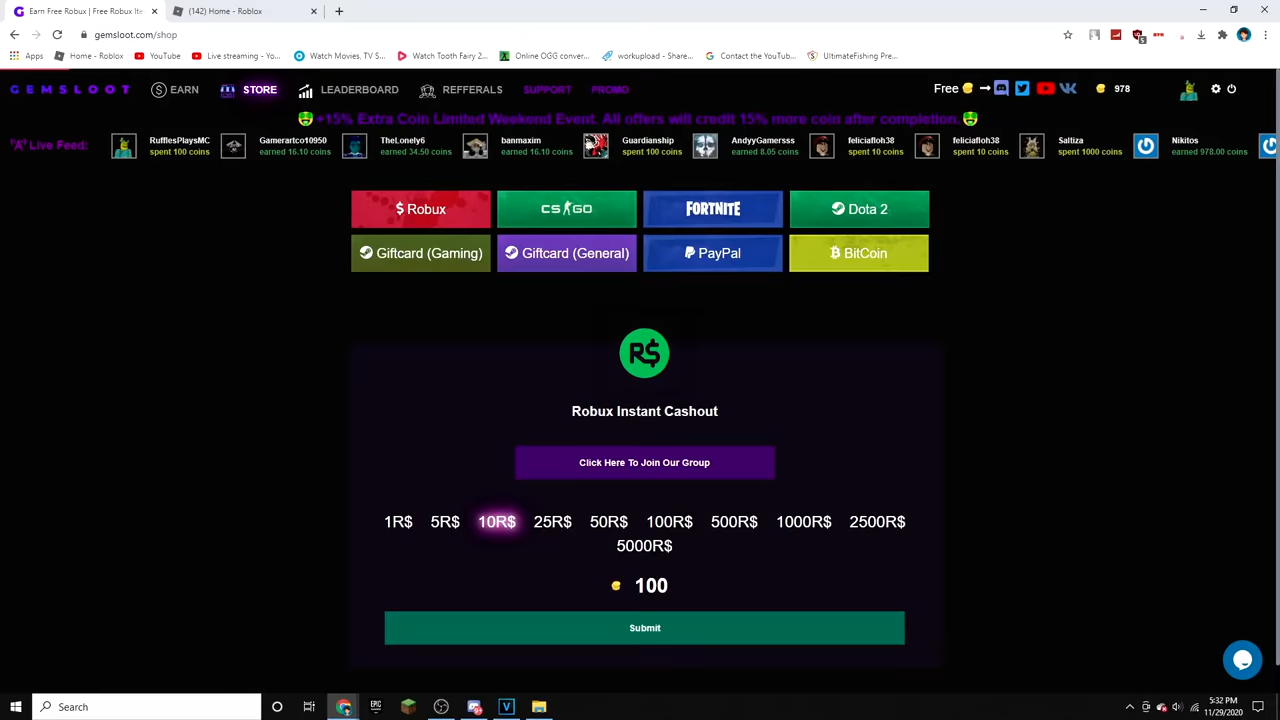 Earn Free Robux | Free Robux Ite
(142) Home - Roblox
gemsloot.com/shop
Apps
Home - Roblox
YouTube
Live streaming - Yo...
Watch Movies, TV S...
Watch Tooth Fairy 2...
Online OGG conver...
workupload - Share...
Contact the YouTub...
UltimateFishing Pre...
GEMSLOOT
EARN
STORE
LEADERBOARD
REFFERALS
SUPPORT
PROMO
Free
978
+15% Extra Coin Limited Weekend Event. All offers will credit 15% more coin after completion.
Live Feed:
RufflesPlaysMC
spent 100 coins
Gamerartco10950
earned 16.10 coins
TheLonely6
earned 34.50 coins
banmaxim
earned 16.10 coins
Guardianship
spent 100 coins
AndyyGamersss
earned 8.05 coins
feliciafloh38
spent 10 coins
feliciafloh38
spent 10 coins
Saltiza
spent 1000 coins
Nikitos
earned 978.00 coins
$ Robux
CS GO
FORTNITE
Dota 2
Giftcard (Gaming)
Giftcard (General)
PayPal
BitCoin
R$
Robux Instant Cashout
Click Here To Join Our Group
1R$ 5R$ 10R$ 25R$ 50R$ 100R$ 500R$ 1000R$ 2500R$
5000R$
100
Submit
Search
EPIC
5:32 PM
11/29/2020